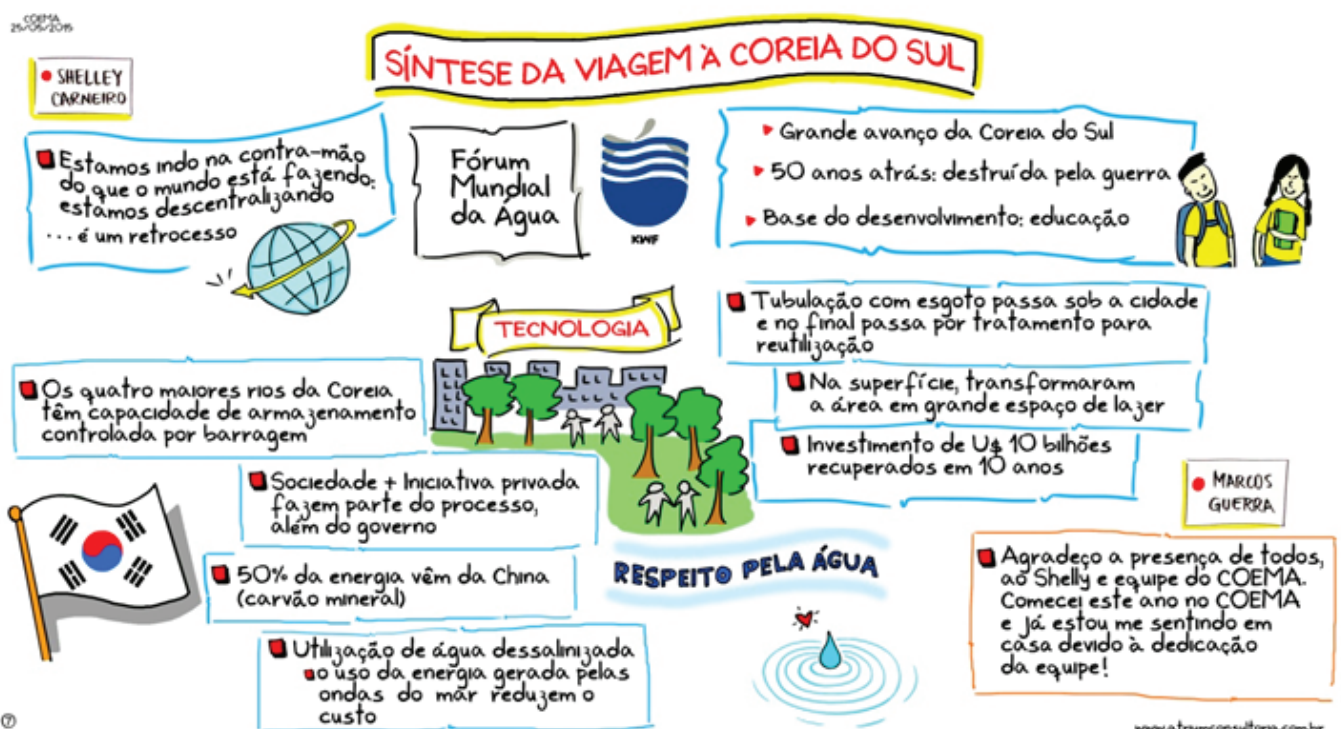 COEMA
25/05/2015
SÍNTESE DA VIAGEM À COREIA DO SUL
• SHELLEY
CARNEIRO
Estamos indo na contra-mão
do que o mundo está fazendo:
estamos descentralizando
... é um retrocesso
Fórum
Mundial
da Água
KWF
Grande avanço da Coreia do Sul
50 anos atrás: destruída pela guerra
Base do desenvolvimento: educação
TECNOLOGIA
Tubulação com esgoto passa sob a cidade
e no final passa por tratamento para
reutilização
Na superfície, transformaram
a área em grande espaço de lazer
Investimento de U$ 10 bilhões
recuperados em 10 anos
Os quatro maiores rios da Coreia
têm capacidade de armazenamento
controlada por barragem
Sociedade + Iniciativa privada
fazem parte do processo,
além do governo
50% da energia vêm da China
(carvão mineral)
Utilização de água dessalinizada
o uso da energia gerada pelas
ondas do mar reduzem o
custo
RESPEITO PELA ÁGUA
• MARCOS
GUERRA
Agradeço a presença de todos,
ao Shelly e equipe do COEMA.
Comecei este ano no COEMA
e já estou me sentindo em
casa devido à dedicação
da equipe!
7
www.atriumconsultoria.com.br